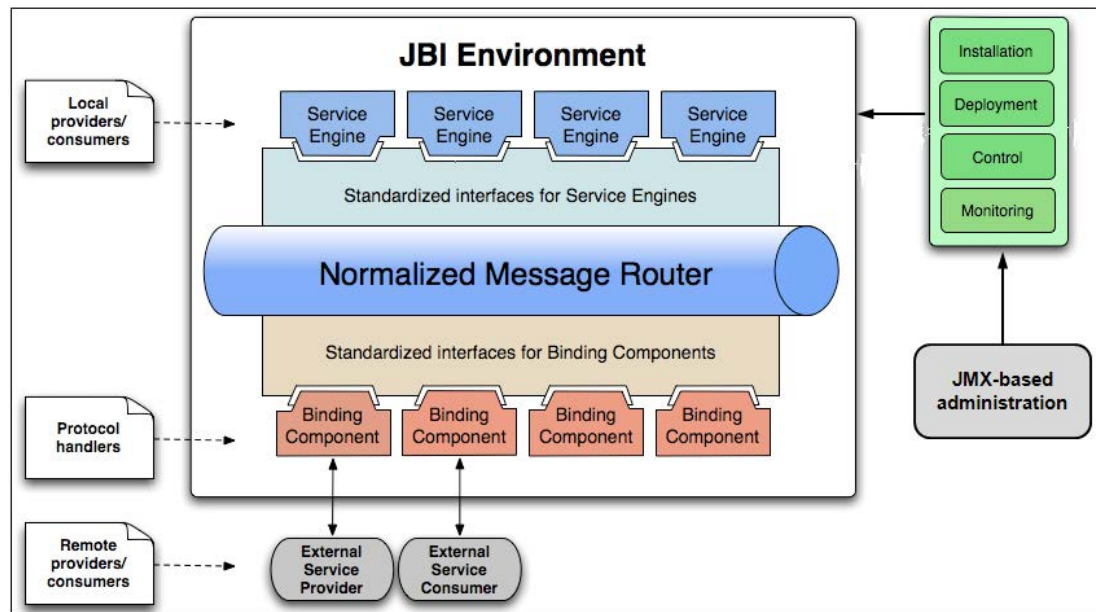 JBI Environment
Local
providers/
consumers
Service
Engine
Service
Engine
Service
Engine
Service
Engine
Standardized interfaces for Service Engines
Normalized Message Router
Standardized interfaces for Binding Components
Protocol
handlers
Binding
Component
Binding
Component
Binding
Component
Binding
Component
Remote
providers/
consumers
External
Service
Provider
External
Service
Consumer
Installation
Deployment
Control
Monitoring
JMX-based
administration